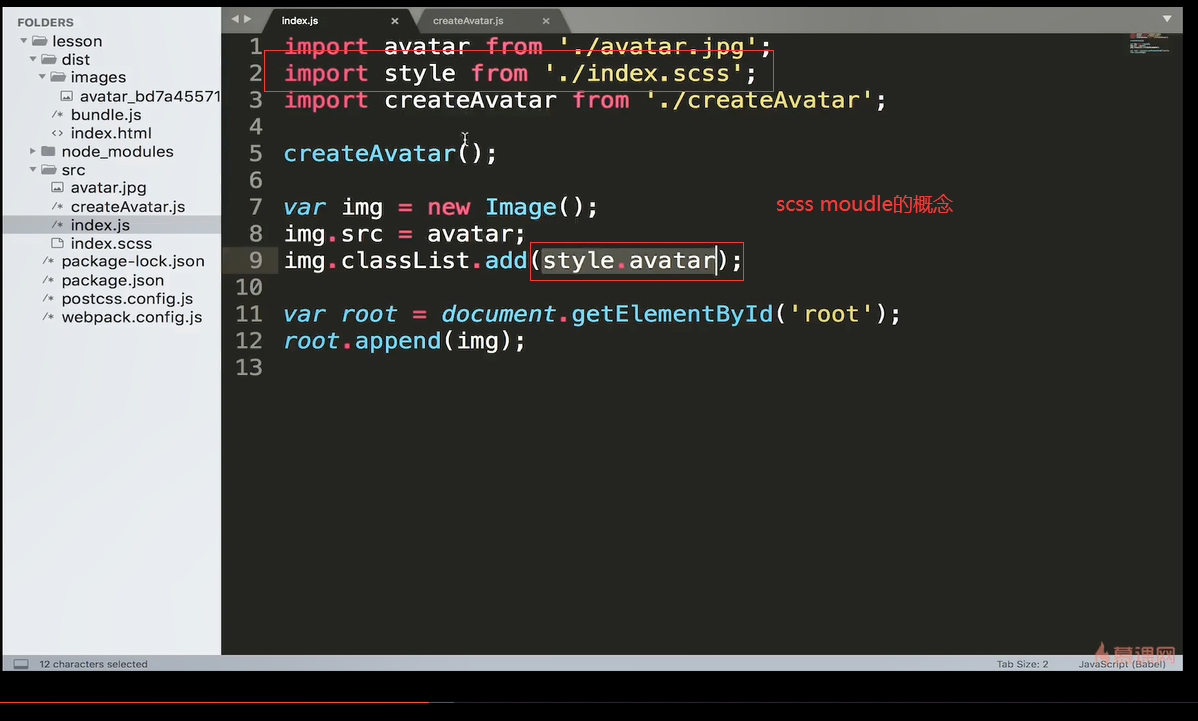 FOLDERS
lesson
dist
images
avatar_bd7a45571
/* bundle.js
<> index.html
node_modules
src
avatar.jpg
/* createAvatar.js
/* index.js
index.scss
/* package-lock.json
/* package.json
/* postcss.config.js
/* webpack.config.js
index.js ×
createAvatar.js ×
1 import avatar from './avatar.jpg';
2 import style from './index.scss';
3 import createAvatar from './createAvatar';
4
5 createAvatar();
6
7 var img = new Image();
8 img.src = avatar;
9 img.classList.add(style.avatar);
10
11 var root = document.getElementById('root');
12 root.append(img);
13
scss moudle的概念
慕课网
12 characters selected
Tab Size: 2
JavaScript (Babel)